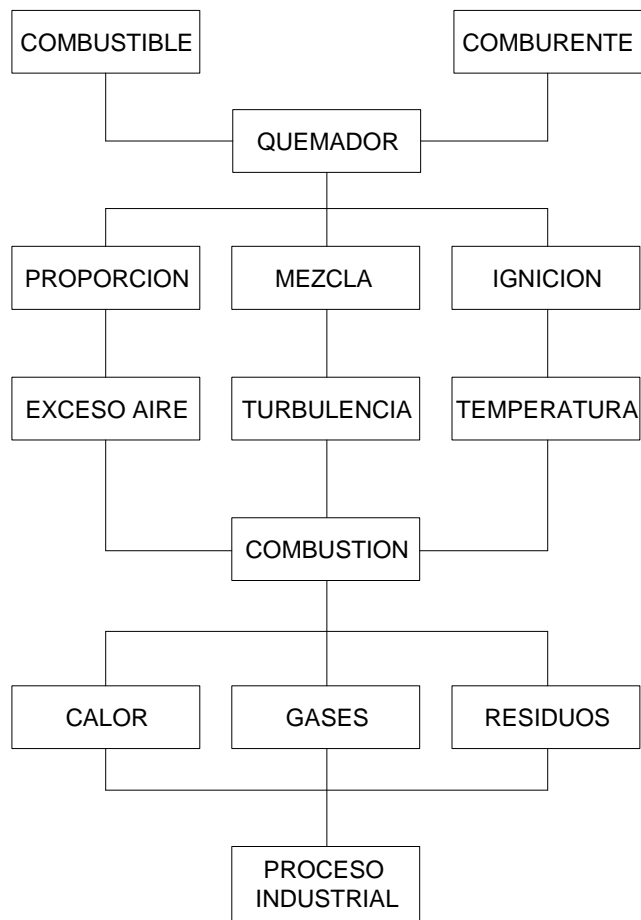 COMBUSTIBLE
COMBURENTE
QUEMADOR
PROPORCION
MEZCLA
IGNICION
EXCESO AIRE
TURBULENCIA
TEMPERATURA
COMBUSTION
CALOR
GASES
RESIDUOS
PROCESO
INDUSTRIAL